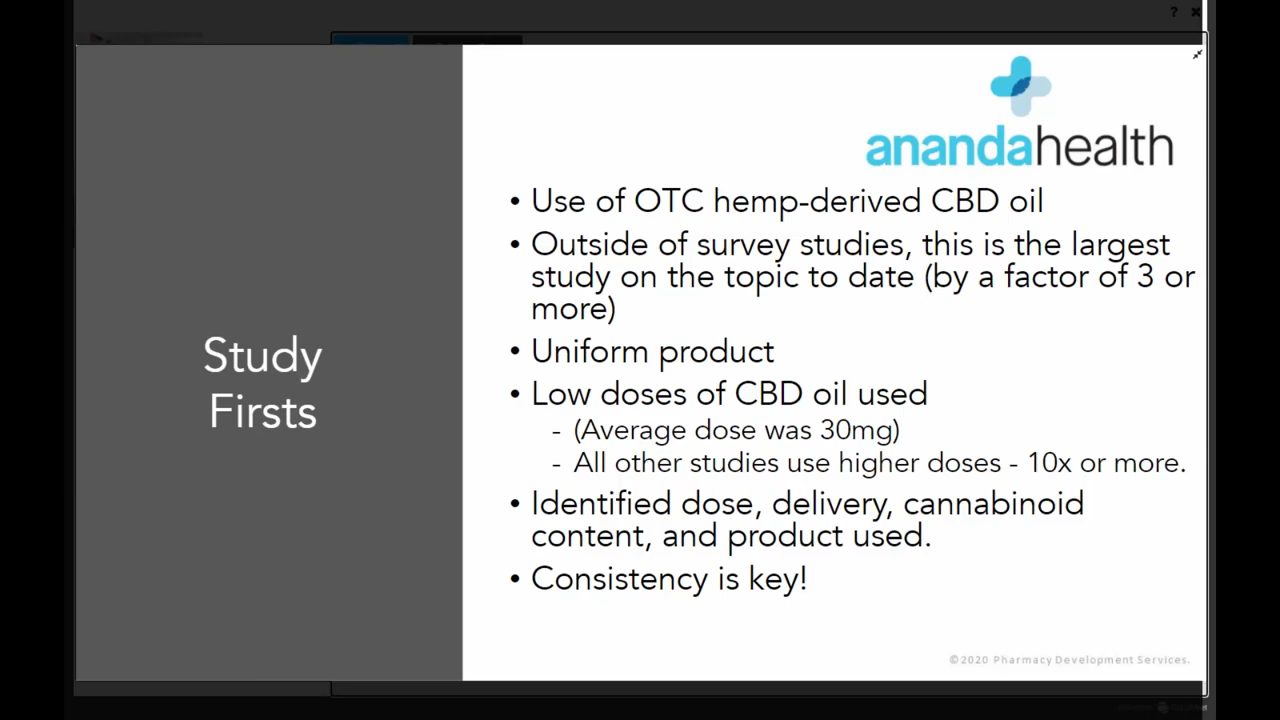 anandahealth
Study
Firsts
• Use of OTC hemp-derived CBD oil
• Outside of survey studies, this is the largest
study on the topic to date (by a factor of 3 or
more)
• Uniform product
• Low doses of CBD oil used
- (Average dose was 30mg)
- All other studies use higher doses - 10x or more.
• Identified dose, delivery, cannabinoid
content, and product used.
• Consistency is key!
©2020 Pharmacy Development Services.